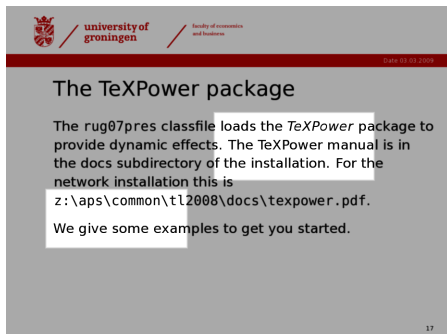 university of
groningen
faculty of economics
and business
Date 03.03.2009
The TeXPower package
The rug07pres classfile loads the TeXPower package to
provide dynamic effects. The TeXPower manual is in
the docs subdirectory of the installation. For the
network installation this is
z:\aps\common\tl2008\docs\texpower.pdf.
We give some examples to get you started.
17